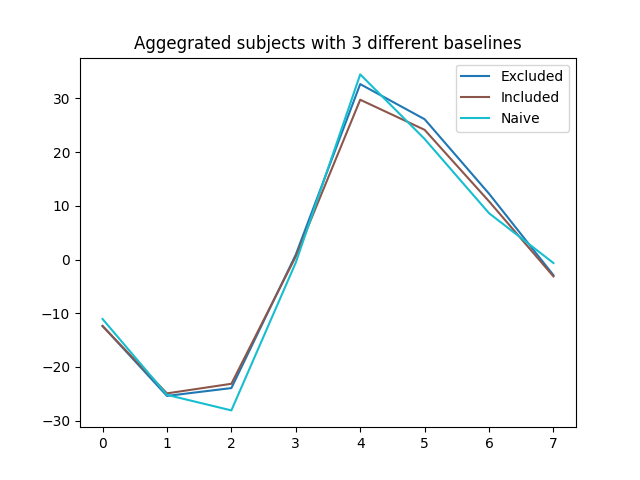 Aggegrated subjects with 3 different baselines
Excluded
Included
Naive
30
20
10
0
−10
−20
−30
0 1 2 3 4 5 6 7